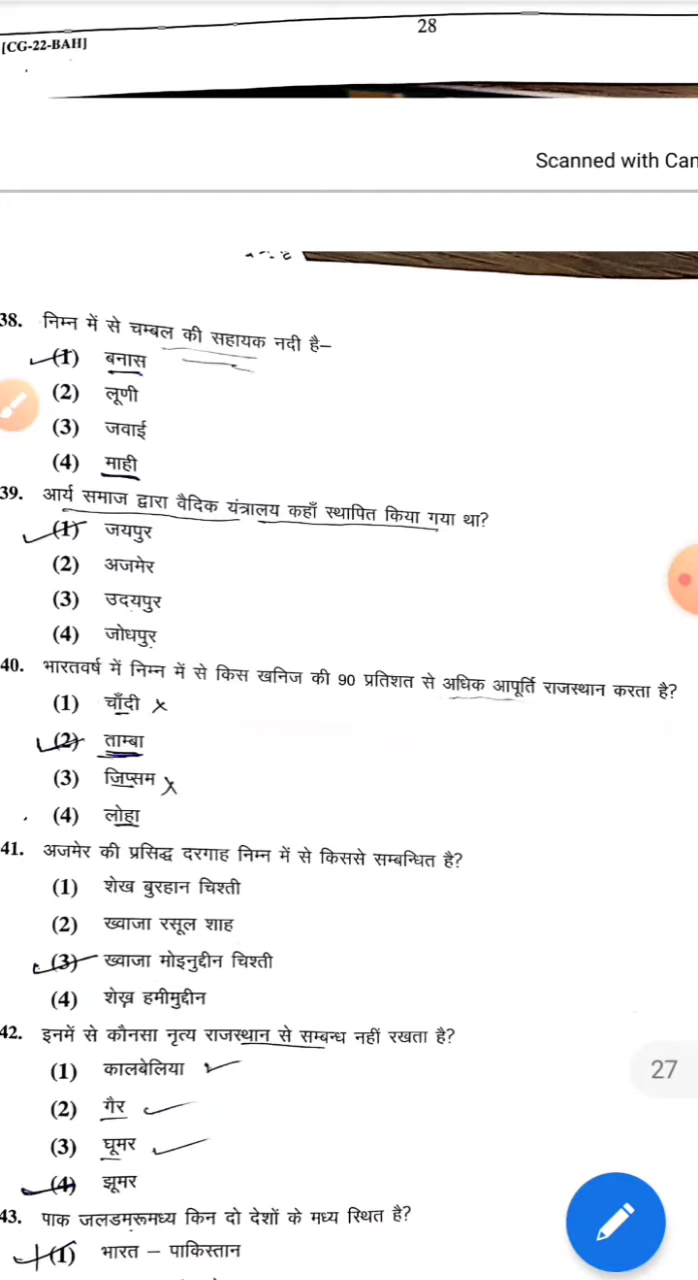 28
[CG-22-BAH]
Scanned with Cam
38. निम्न में से चम्बल की सहायक नदी है–
(1) बनास
(2) लूणी
(3) जवाई
(4) माही
39. आर्य समाज द्वारा वैदिक यंत्रालय कहाँ स्थापित किया गया था?
(1) जयपुर
(2) अजमेर
(3) उदयपुर
(4) जोधपुर
40. भारतवर्ष में निम्न में से किस खनिज की 90 प्रतिशत से अधिक आपूर्ति राजस्थान करता है?
(1) चाँदी
(2) ताम्बा
(3) जिप्सम
(4) लोहा
41. अजमेर की प्रसिद्ध दरगाह निम्न में से किससे सम्बन्धित है?
(1) शेख बुरहान चिश्ती
(2) ख्वाजा रसूल शाह
(3) ख्वाजा मोइनुद्दीन चिश्ती
(4) शेख़ हमीमुद्दीन
42. इनमें से कौनसा नृत्य राजस्थान से सम्बन्ध नहीं रखता है?
(1) कालबेलिया
27
(2) गैर
(3) घूमर
(4) झूमर
43. पाक जलडमरूमध्य किन दो देशों के मध्य स्थित है?
(1) भारत – पाकिस्तान